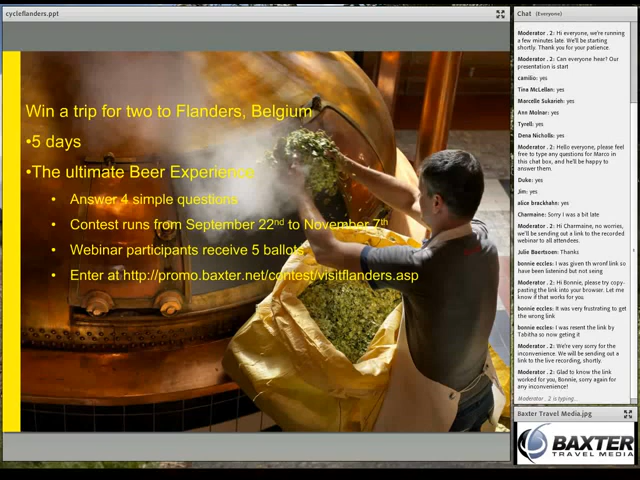 cycleflanders.ppt
Win a trip for two to Flanders, Belgium
•5 days
•The ultimate Beer Experience
• Answer 4 simple questions
• Contest runs from September 22nd to November 7th
• Webinar participants receive 5 ballots
• Enter at http://promo.baxter.net/contest/visitflanders.asp
Chat (Everyone)
Moderator . 2: Hi everyone, we're running
a few minutes late. We'll be starting
shortly. Thank you for your patience
Moderator . 2: Can everyone hear? Our
presentation is start
camilio: yes
Tina McLellan: yes
Marcelle Sukarieh: yes
Ann Molnar: yes
Tyrell: yes
Dena Nicholls: yes
Moderator . 2: Hello everyone, please feel
free to type any questions for Marco in
this chat box, and he'll be happy to
answer them.
Duke: yes
Jim: yes
alice brackhahn: yes
Charmaine: Sorry I was a bit late
Moderator . 2: Hi Charmaine, no worries,
we'll be sending out a link to the recorded
webinar to all attendees.
Julie Baertsoen: Thanks
bonnie eccles: I was given th wronf link so
have been listenind but not seing
Moderator . 2: Hi Bonnie, please try copy-
pasting the link into your browser. Let me
know if that works for you
bonnie eccles: It was very frustrating to get
the wrong link
bonnie eccles: I was resent the link by
Tabitha so now geting it
Moderator . 2: We're very sorry for the
inconvenience. We will be sending out a
link to the live recording, shortly.
Moderator . 2: Glad to know the link
worked for you, Bonnie, sorry again for
any inconvenience!
Moderator . 2 is typing...
Baxter Travel Media.jpg
BAXTER
TRAVEL MEDIA